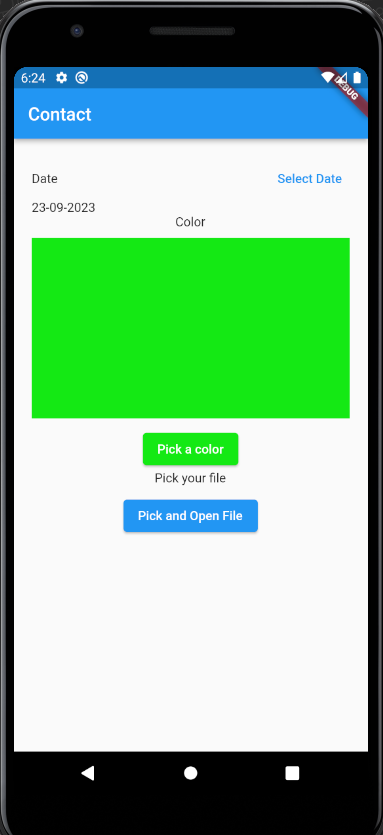 6:24
DEBUG
Contact
Date
Select Date
23-09-2023
Color
Pick a color
Pick your file
Pick and Open File